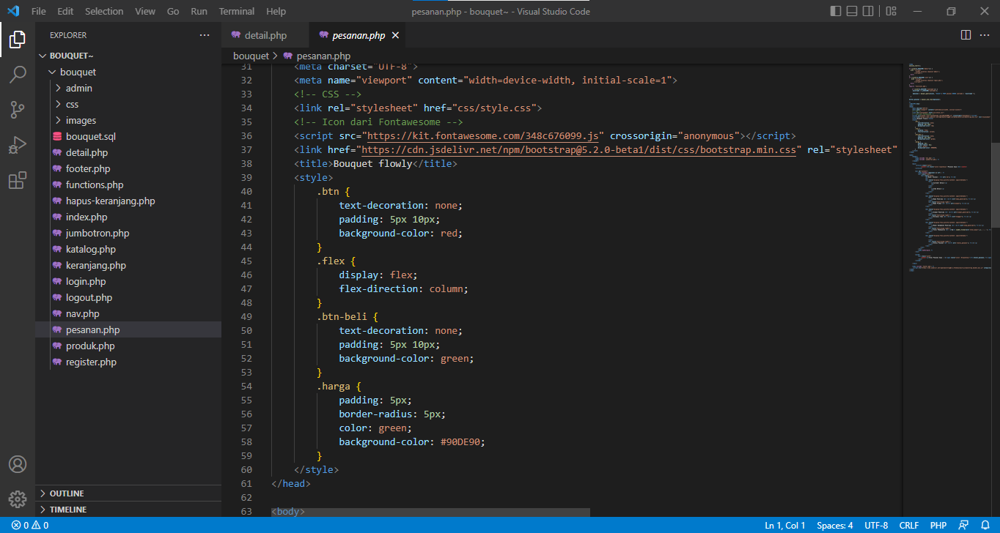 File Edit Selection View Go Run Terminal Help
pesanan.php - bouquet~ - Visual Studio Code
EXPLORER
BOUQUET~
bouquet
admin
css
images
bouquet.sql
detail.php
footer.php
functions.php
hapus-keranjang.php
index.php
jumbotron.php
katalog.php
keranjang.php
login.php
logout.php
nav.php
pesanan.php
produk.php
register.php
OUTLINE
TIMELINE
detail.php pesanan.php
bouquet > pesanan.php
31 <meta charset="UTF-8">
32 <meta name="viewport" content="width=device-width, initial-scale=1">
33 <!-- CSS -->
34 <link rel="stylesheet" href="css/style.css">
35 <!-- Icon dari Fontawesome -->
36 <script src="https://kit.fontawesome.com/348c676099.js" crossorigin="anonymous"></script>
37 <link href="https://cdn.jsdelivr.net/npm/bootstrap@5.2.0-beta1/dist/css/bootstrap.min.css" rel="stylesheet"
38 <title>Bouquet flowly</title>
39 <style>
40 .btn {
41 text-decoration: none;
42 padding: 5px 10px;
43 background-color: red;
44 }
45 .flex {
46 display: flex;
47 flex-direction: column;
48 }
49 .btn-beli {
50 text-decoration: none;
51 padding: 5px 10px;
52 background-color: green;
53 }
54 .harga {
55 padding: 5px;
56 border-radius: 5px;
57 color: green;
58 background-color: #90DE90;
59 }
60 </style>
61 </head>
62
63 <body>
0 0
Ln 1, Col 1 Spaces: 4 UTF-8 CRLF PHP